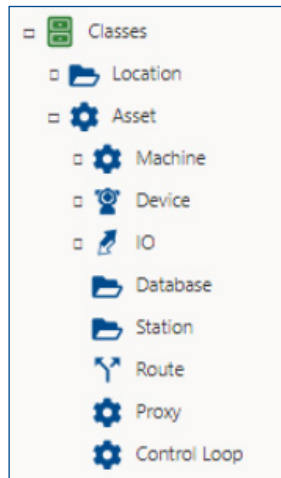 Classes
Location
Asset
Machine
Device
IO
Database
Station
Route
Proxy
Control Loop